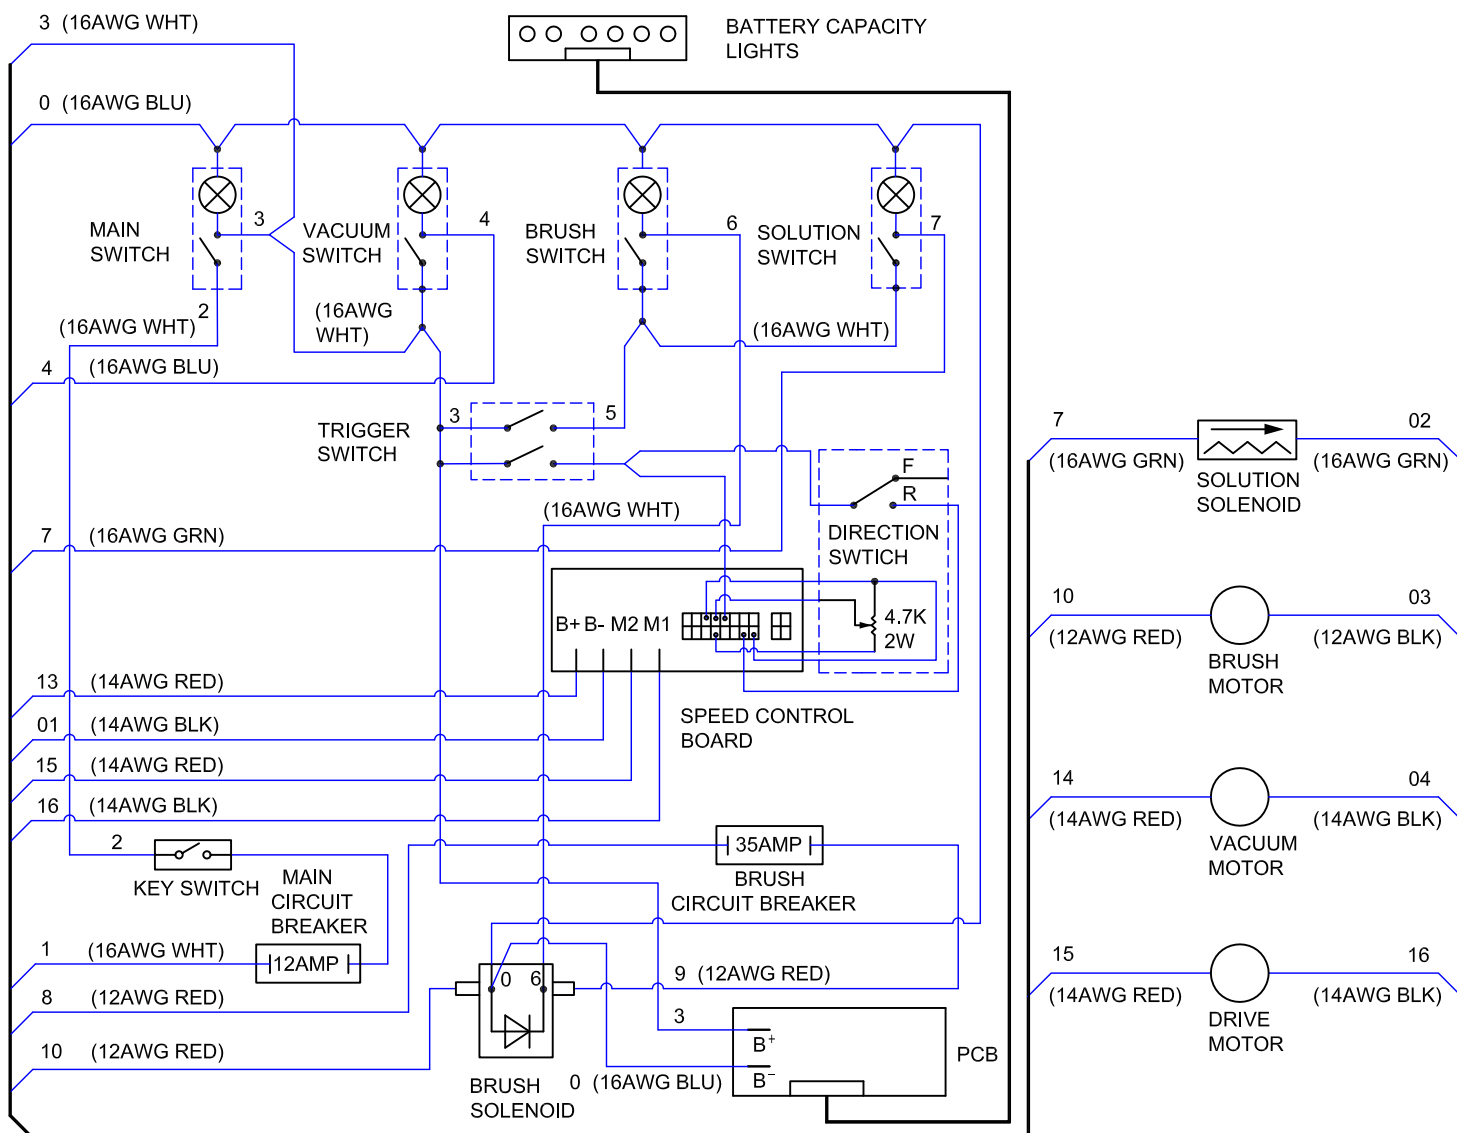 3 (16AWG WHT)
BATTERY CAPACITY
LIGHTS
0 (16AWG BLU)
MAIN
SWITCH
3
VACUUM
SWITCH
4
BRUSH
SWITCH
6
SOLUTION
SWITCH
7
2
(16AWG WHT)
(16AWG
WHT)
(16AWG WHT)
4 (16AWG BLU)
TRIGGER
SWITCH
3
5
F
R
DIRECTION
SWTICH
(16AWG WHT)
7 (16AWG GRN)
B+ B- M2 M1
4.7K
2W
13 (14AWG RED)
01 (14AWG BLK)
15 (14AWG RED)
16 (14AWG BLK)
SPEED CONTROL
BOARD
2
KEY SWITCH
MAIN
CIRCUIT
BREAKER
12AMP
35AMP
BRUSH
CIRCUIT BREAKER
1 (16AWG WHT)
8 (12AWG RED)
10 (12AWG RED)
0 6
9 (12AWG RED)
3
B+
B−
PCB
BRUSH
SOLENOID
0 (16AWG BLU)
7
(16AWG GRN)
SOLUTION
SOLENOID
02
(16AWG GRN)
10
(12AWG RED)
BRUSH
MOTOR
03
(12AWG BLK)
14
(14AWG RED)
VACUUM
MOTOR
04
(14AWG BLK)
15
(14AWG RED)
DRIVE
MOTOR
16
(14AWG BLK)